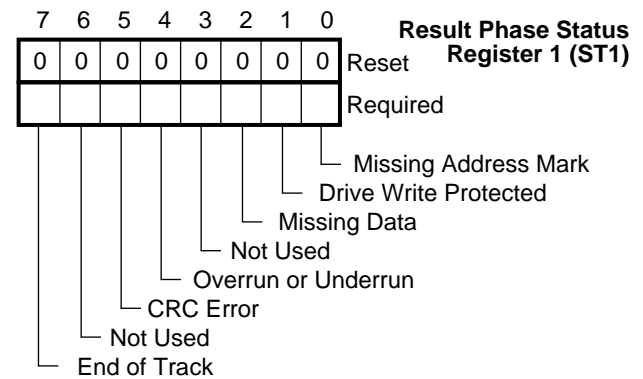 7 6 5 4 3 2 1 0
Result Phase Status
Register 1 (ST1)
0 0 0 0 0 0 0 0 Reset
Required
Missing Address Mark
Drive Write Protected
Missing Data
Not Used
Overrun or Underrun
CRC Error
Not Used
End of Track